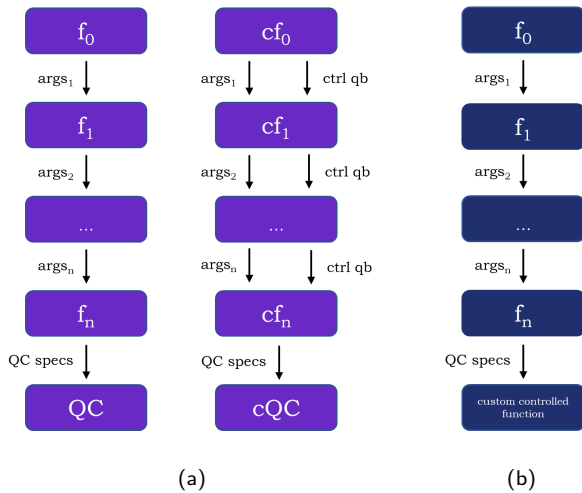 f₀ cf₀ f₀
args₁ args₁ ctrl qb args₁
f₁ cf₁ f₁
args₂ args₂ ctrl qb args₂
... ... ...
argsₙ argsₙ ctrl qb argsₙ
fₙ cfₙ fₙ
QC specs QC specs QC specs
QC cQC custom controlled
function
(a) (b)